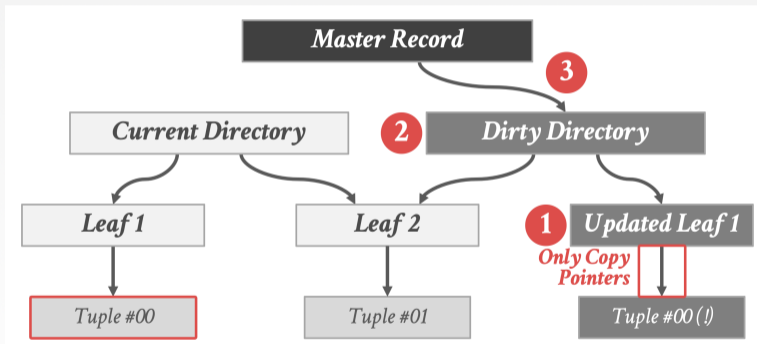 Master Record
3
Current Directory
2
Dirty Directory
Leaf 1
Leaf 2
1
Updated Leaf 1
Only Copy
Pointers
Tuple #00
Tuple #01
Tuple #00 (!)